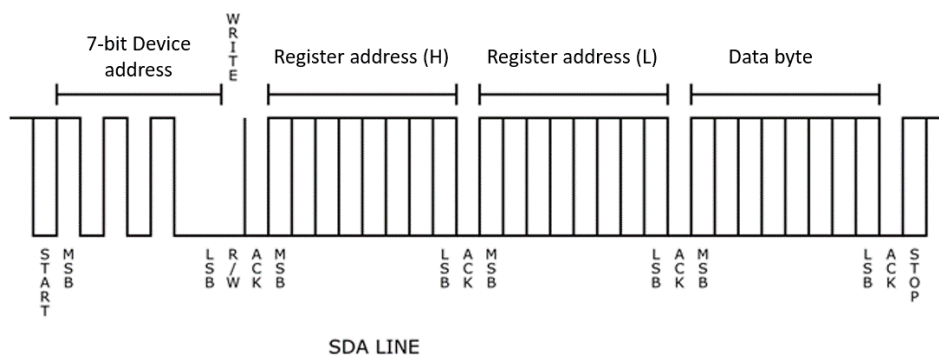 WRITE
7-bit Device
address
Register address (H)
Register address (L)
Data byte
START
MSB
LSB
R/W
ACK
MSB
LSB
ACK
MSB
LSB
ACK
MSB
LSB
ACK
STOP
SDA LINE